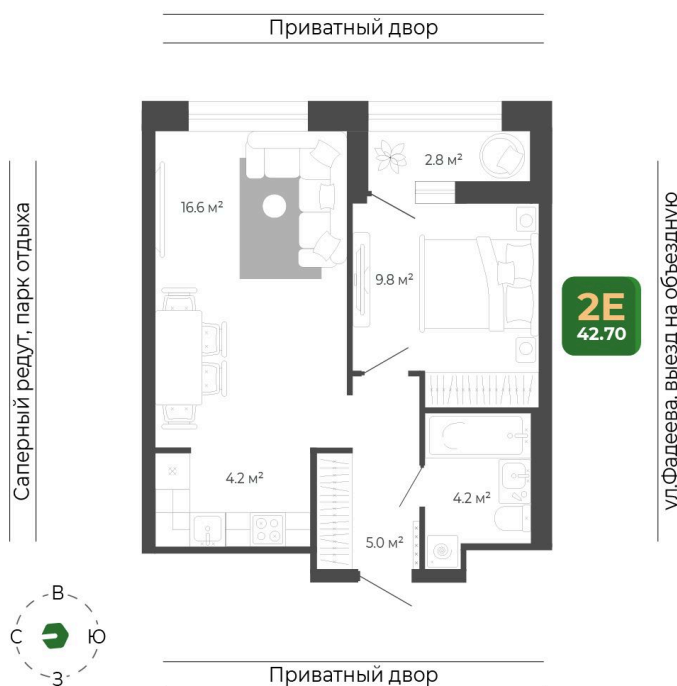 Приватный двор
Саперный редут, парк отдыха
2.8 м²
16.6 м²
9.8 м²
2Е
42.70
ул.Фадеева, выезд на объездную
4.2 м²
4.2 м²
5.0 м²
В
С
Ю
З
Приватный двор